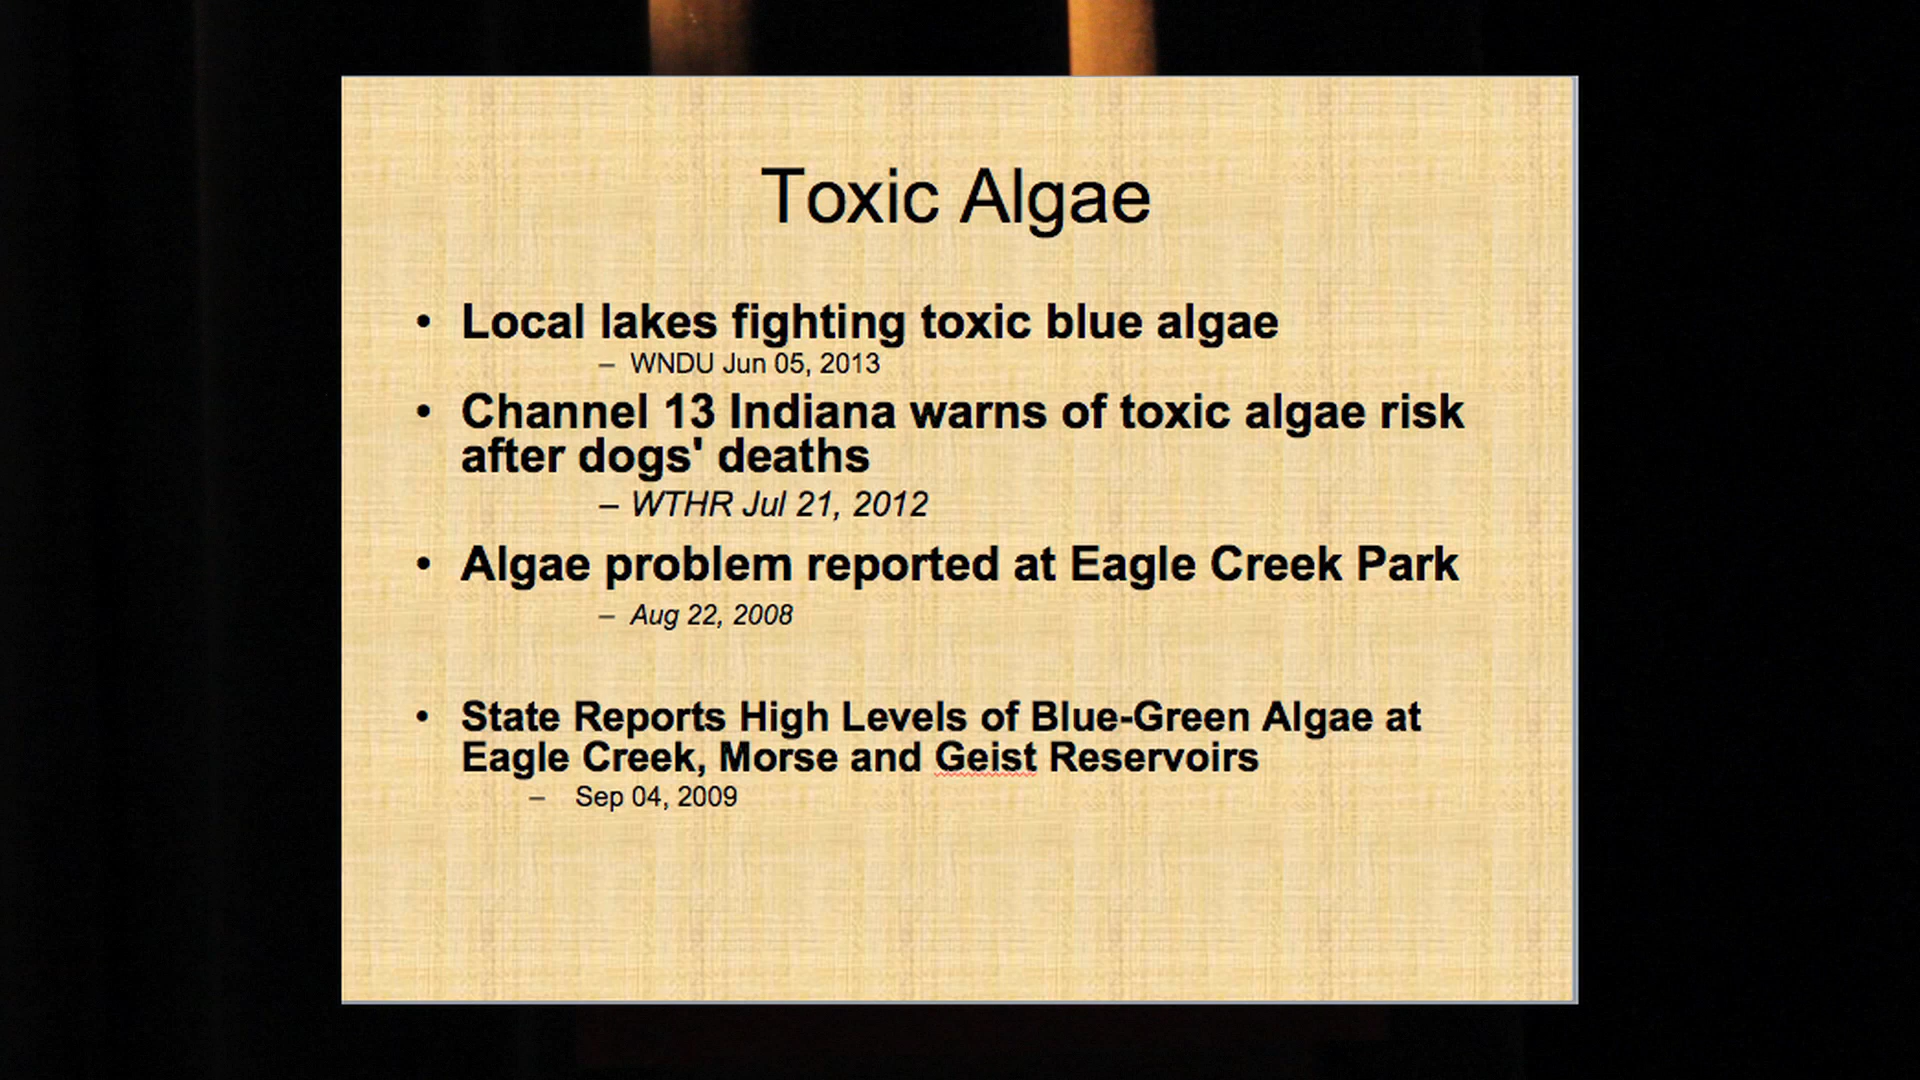 Toxic Algae
• Local lakes fighting toxic blue algae
– WNDU Jun 05, 2013
• Channel 13 Indiana warns of toxic algae risk
after dogs' deaths
– WTHR Jul 21, 2012
• Algae problem reported at Eagle Creek Park
– Aug 22, 2008
• State Reports High Levels of Blue-Green Algae at
Eagle Creek, Morse and Geist Reservoirs
– Sep 04, 2009